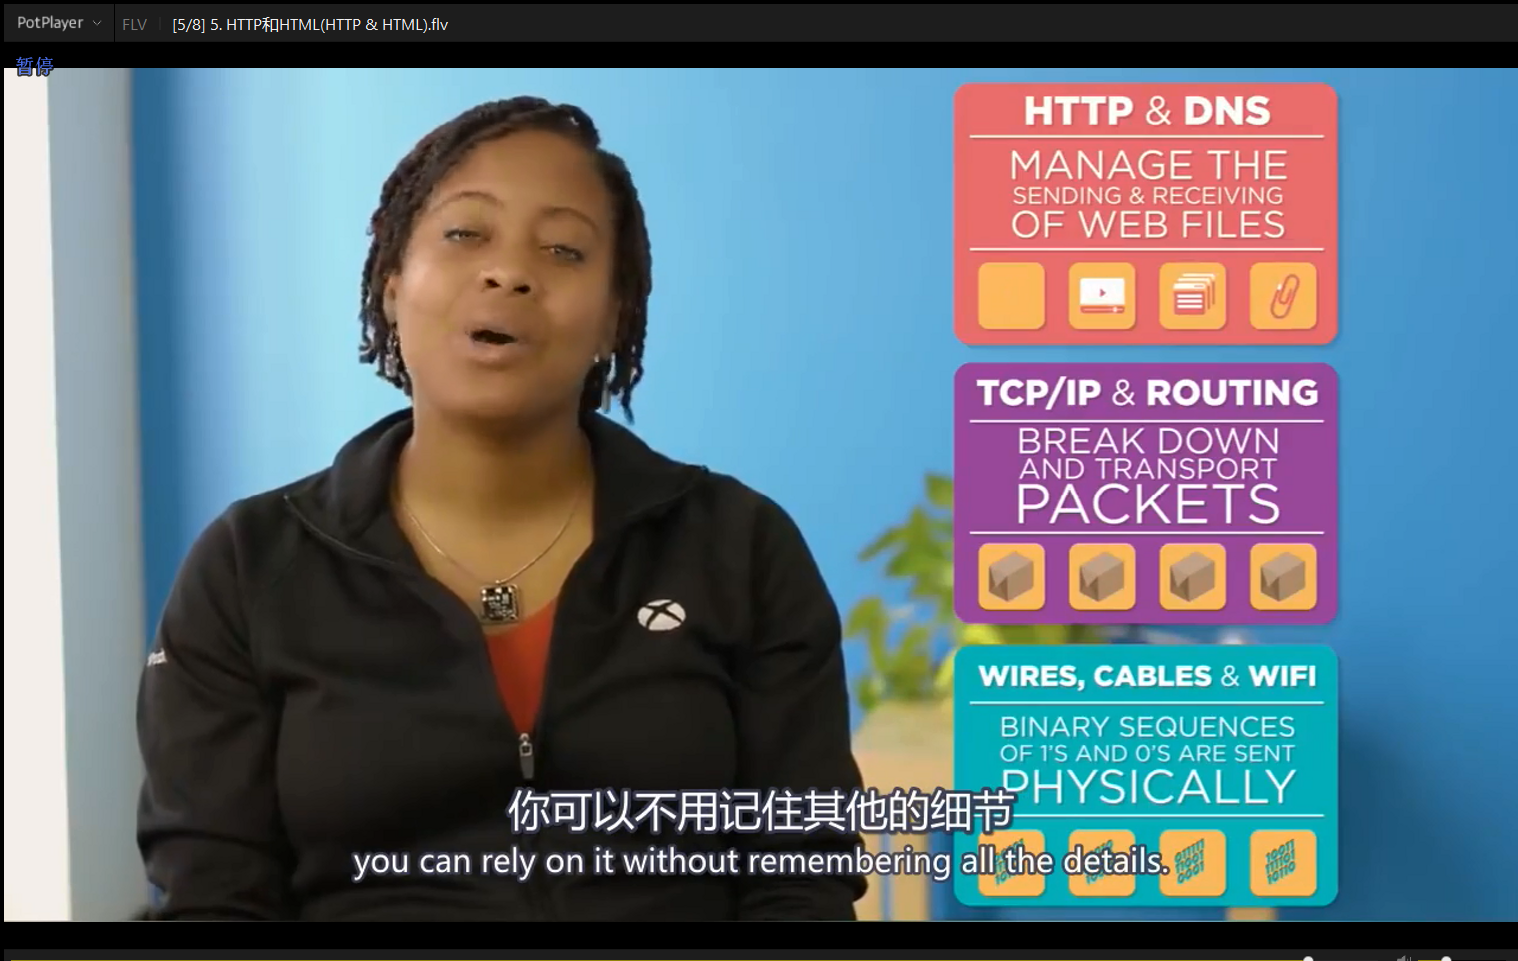 PotPlayer
FLV
[5/8] 5. HTTP和HTML(HTTP & HTML).flv
暂停
HTTP & DNS
MANAGE THE
SENDING & RECEIVING
OF WEB FILES
TCP/IP & ROUTING
BREAK DOWN
AND TRANSPORT
PACKETS
WIRES, CABLES & WIFI
BINARY SEQUENCES
OF 1'S AND 0'S ARE SENT
PHYSICALLY
你可以不用记住其他的细节
you can rely on it without remembering all the details.